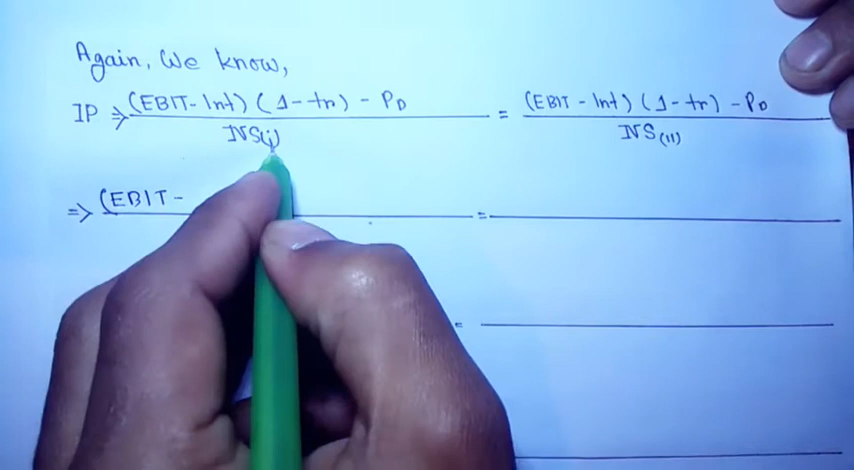 Again, We know,
IP ⇒ (EBIT - Int) (1 - tr) - PD / NS(i) = (EBIT - Int) (1 - tr) - PD / NS(II)
⇒ (EBIT - =
=